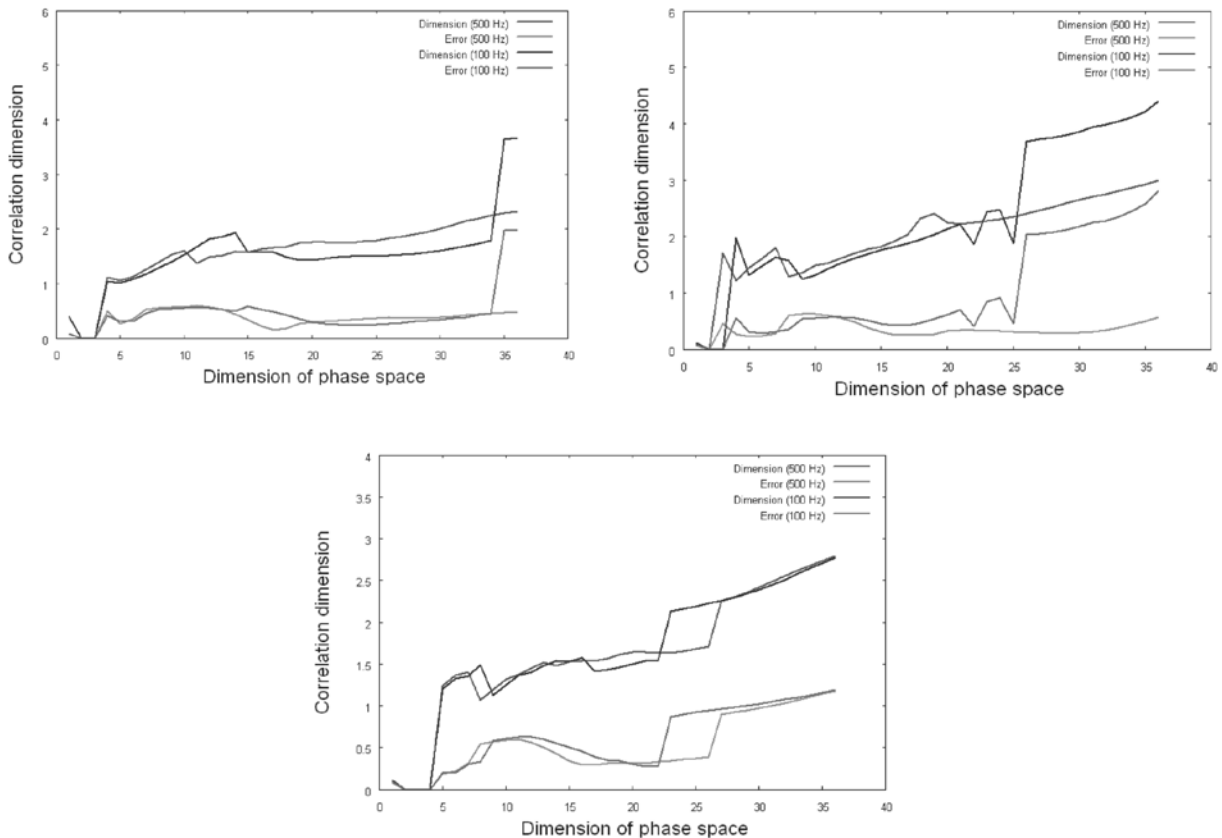 Dimension (500 Hz)
Error (500 Hz)
Dimension (100 Hz)
Error (100 Hz)
6
5
4
3
2
1
0
0 5 10 15 20 25 30 35 40
Correlation dimension
Dimension of phase space
Dimension (500 Hz)
Error (500 Hz)
Dimension (100 Hz)
Error (100 Hz)
6
5
4
3
2
1
0
0 5 10 15 20 25 30 35 40
Correlation dimension
Dimension of phase space
Dimension (500 Hz)
Error (500 Hz)
Dimension (100 Hz)
Error (100 Hz)
4
3.5
3
2.5
2
1.5
1
0.5
0
0 5 10 15 20 25 30 35 40
Correlation dimension
Dimension of phase space